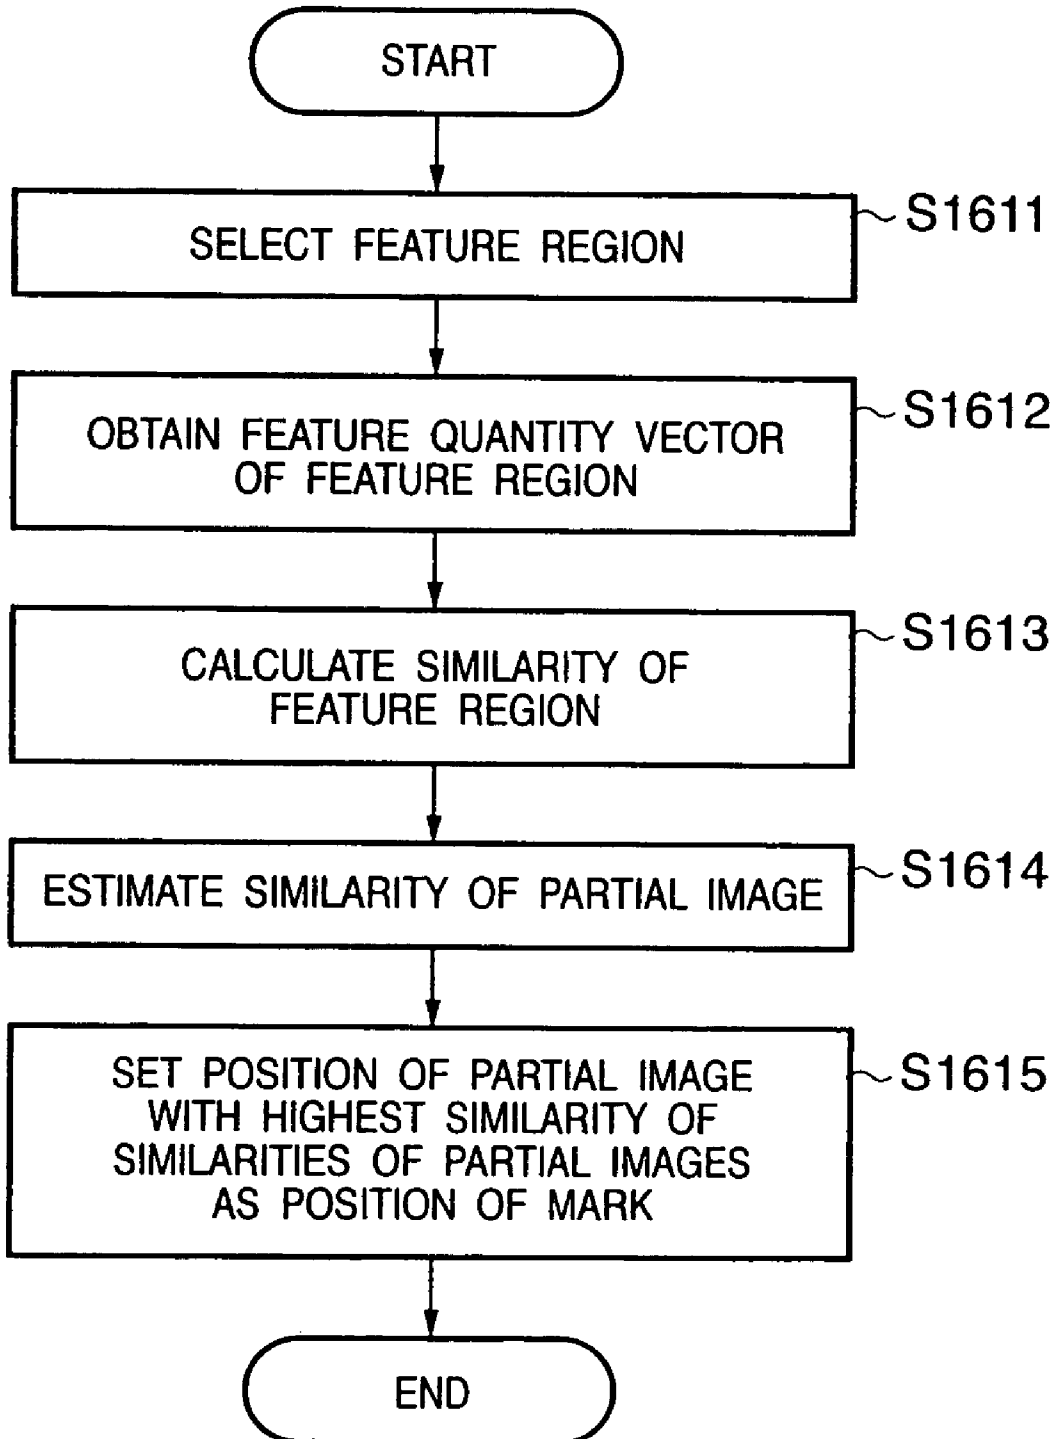 START
SELECT FEATURE REGION
S1611
OBTAIN FEATURE QUANTITY VECTOR
OF FEATURE REGION
S1612
CALCULATE SIMILARITY OF
FEATURE REGION
S1613
ESTIMATE SIMILARITY OF PARTIAL IMAGE
S1614
SET POSITION OF PARTIAL IMAGE
WITH HIGHEST SIMILARITY OF
SIMILARITIES OF PARTIAL IMAGES
AS POSITION OF MARK
S1615
END